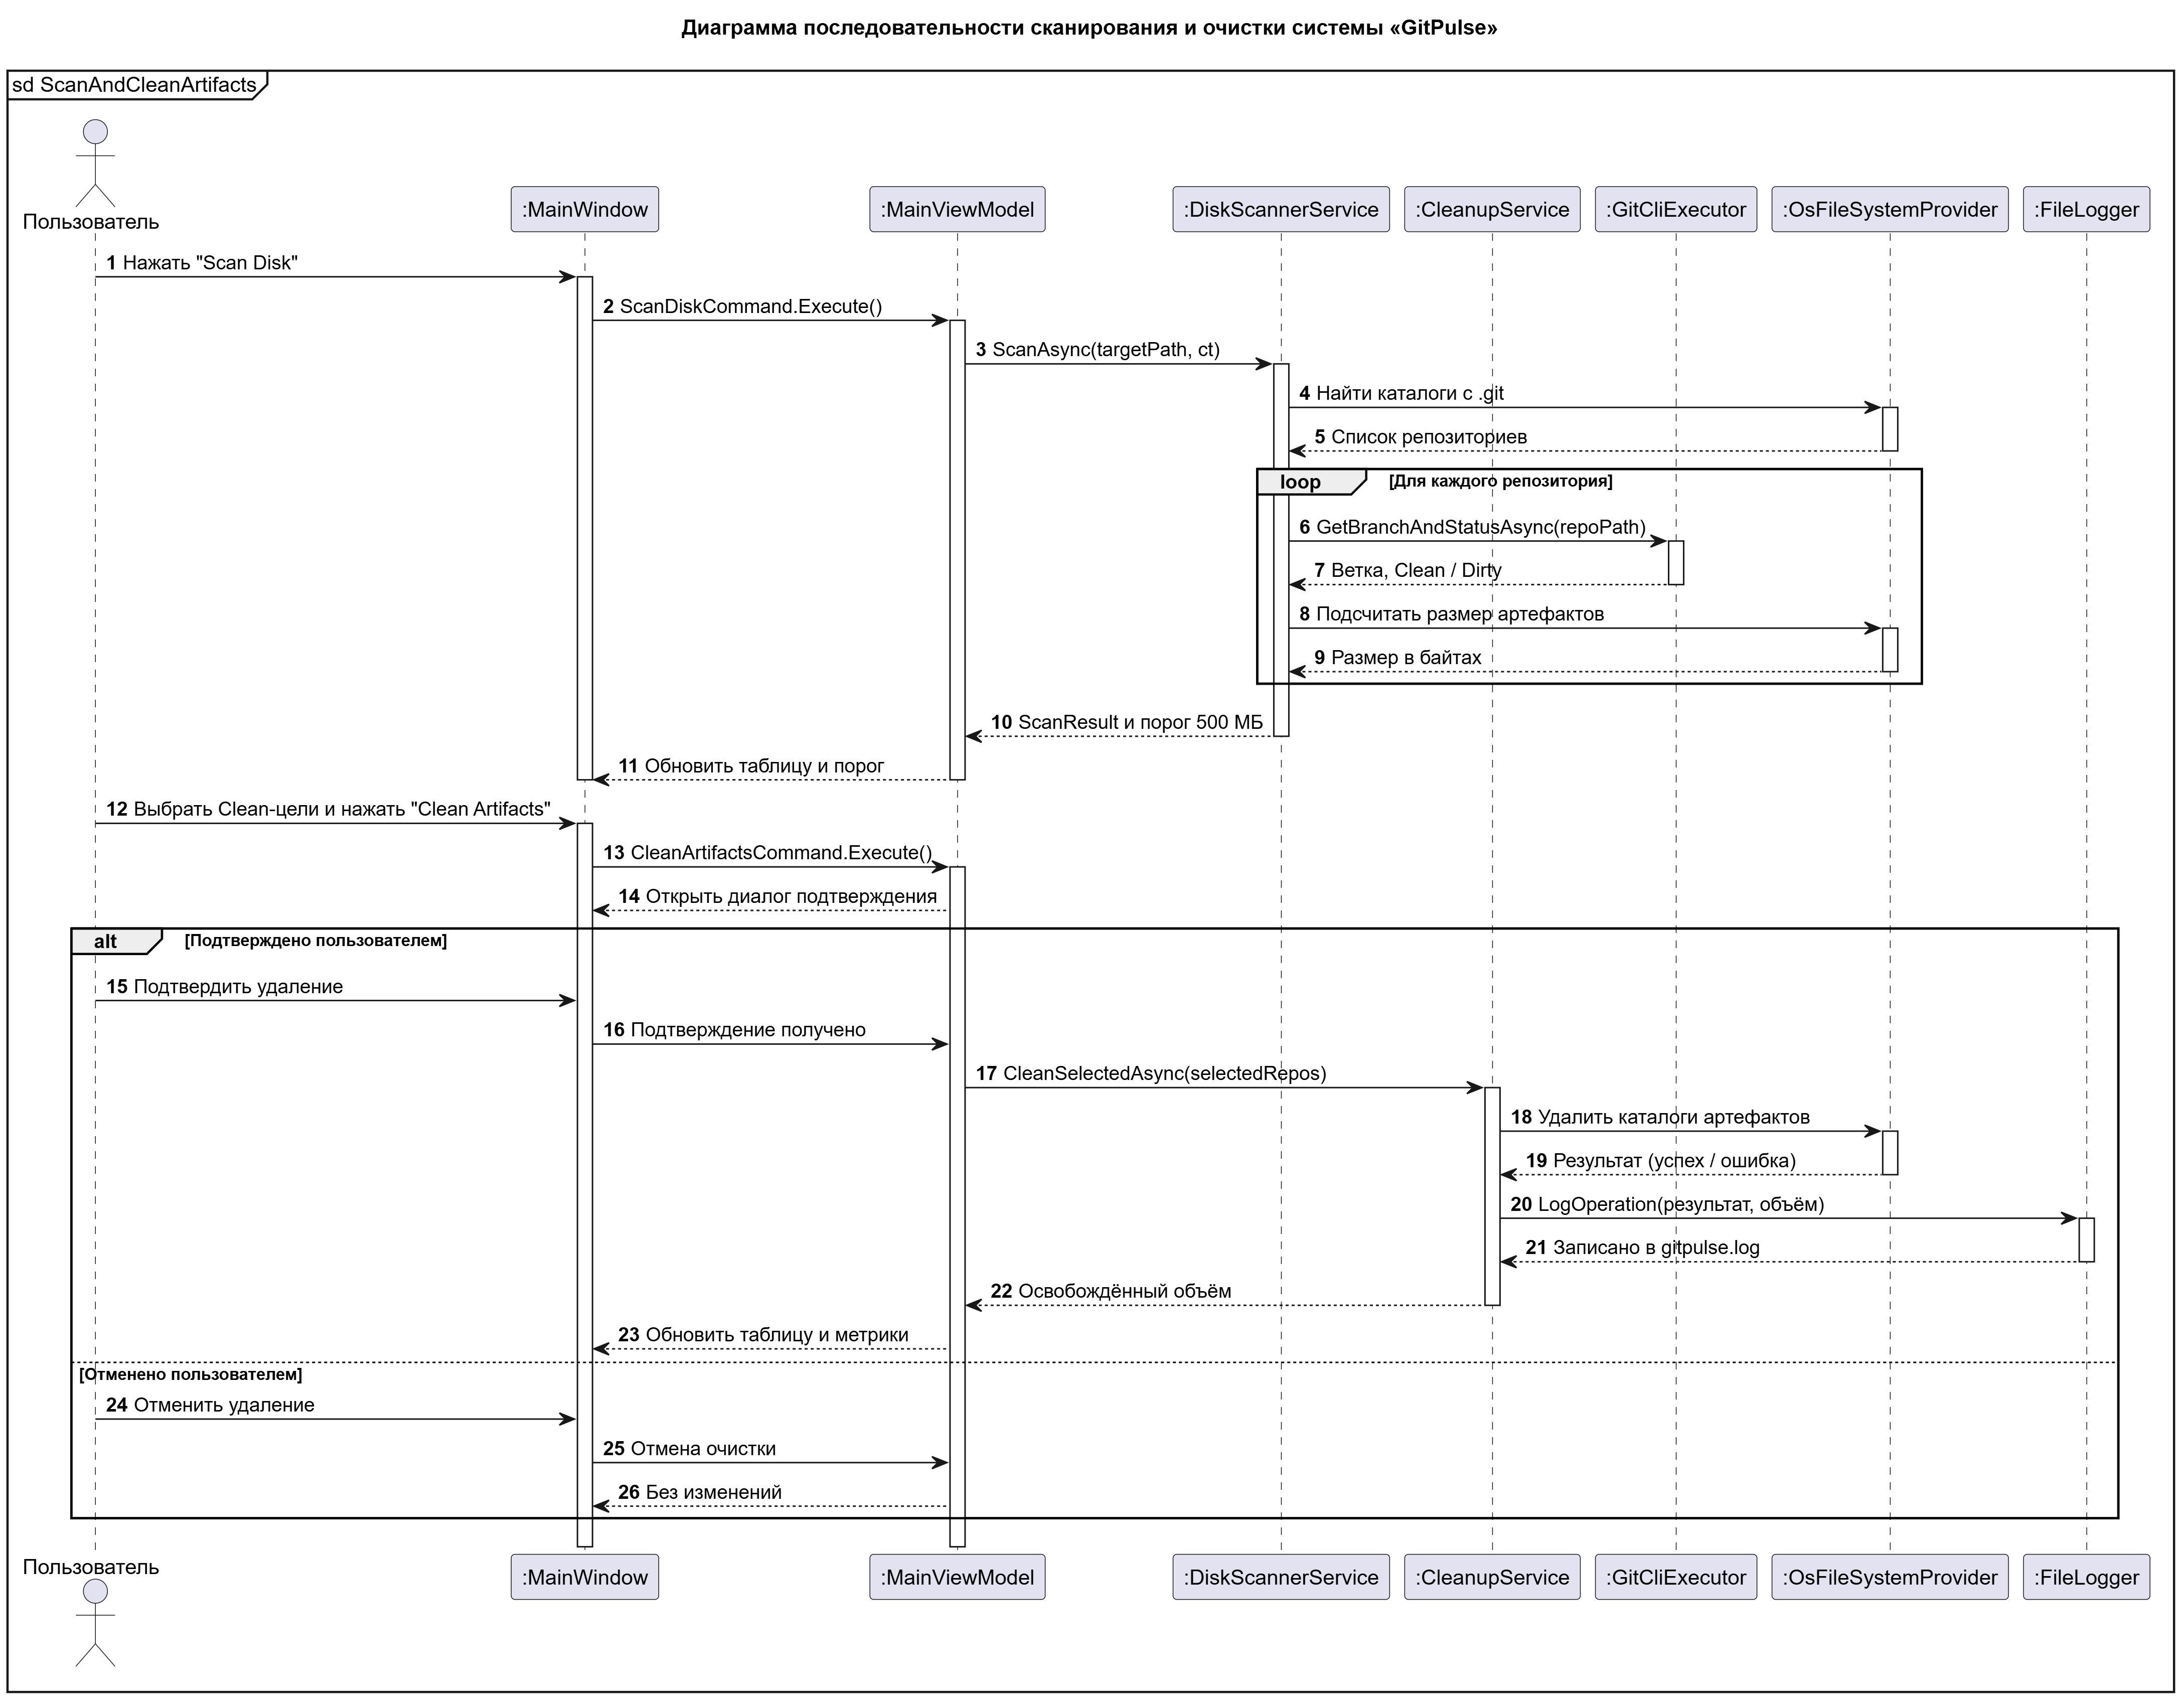 Диаграмма последовательности сканирования и очистки системы «GitPulse»
sd ScanAndCleanArtifacts
Пользователь
:MainWindow
:MainViewModel
:DiskScannerService
:CleanupService
:GitCliExecutor
:OsFileSystemProvider
:FileLogger
1 Нажать "Scan Disk"
2 ScanDiskCommand.Execute()
3 ScanAsync(targetPath, ct)
4 Найти каталоги с .git
5 Список репозиториев
loop [Для каждого репозитория]
6 GetBranchAndStatusAsync(repoPath)
7 Ветка, Clean / Dirty
8 Подсчитать размер артефактов
9 Размер в байтах
10 ScanResult и порог 500 МБ
11 Обновить таблицу и порог
12 Выбрать Clean-цели и нажать "Clean Artifacts"
13 CleanArtifactsCommand.Execute()
14 Открыть диалог подтверждения
alt [Подтверждено пользователем]
15 Подтвердить удаление
16 Подтверждение получено
17 CleanSelectedAsync(selectedRepos)
18 Удалить каталоги артефактов
19 Результат (успех / ошибка)
20 LogOperation(результат, объём)
21 Записано в gitpulse.log
22 Освобождённый объём
23 Обновить таблицу и метрики
[Отменено пользователем]
24 Отменить удаление
25 Отмена очистки
26 Без изменений
Пользователь
:MainWindow
:MainViewModel
:DiskScannerService
:CleanupService
:GitCliExecutor
:OsFileSystemProvider
:FileLogger